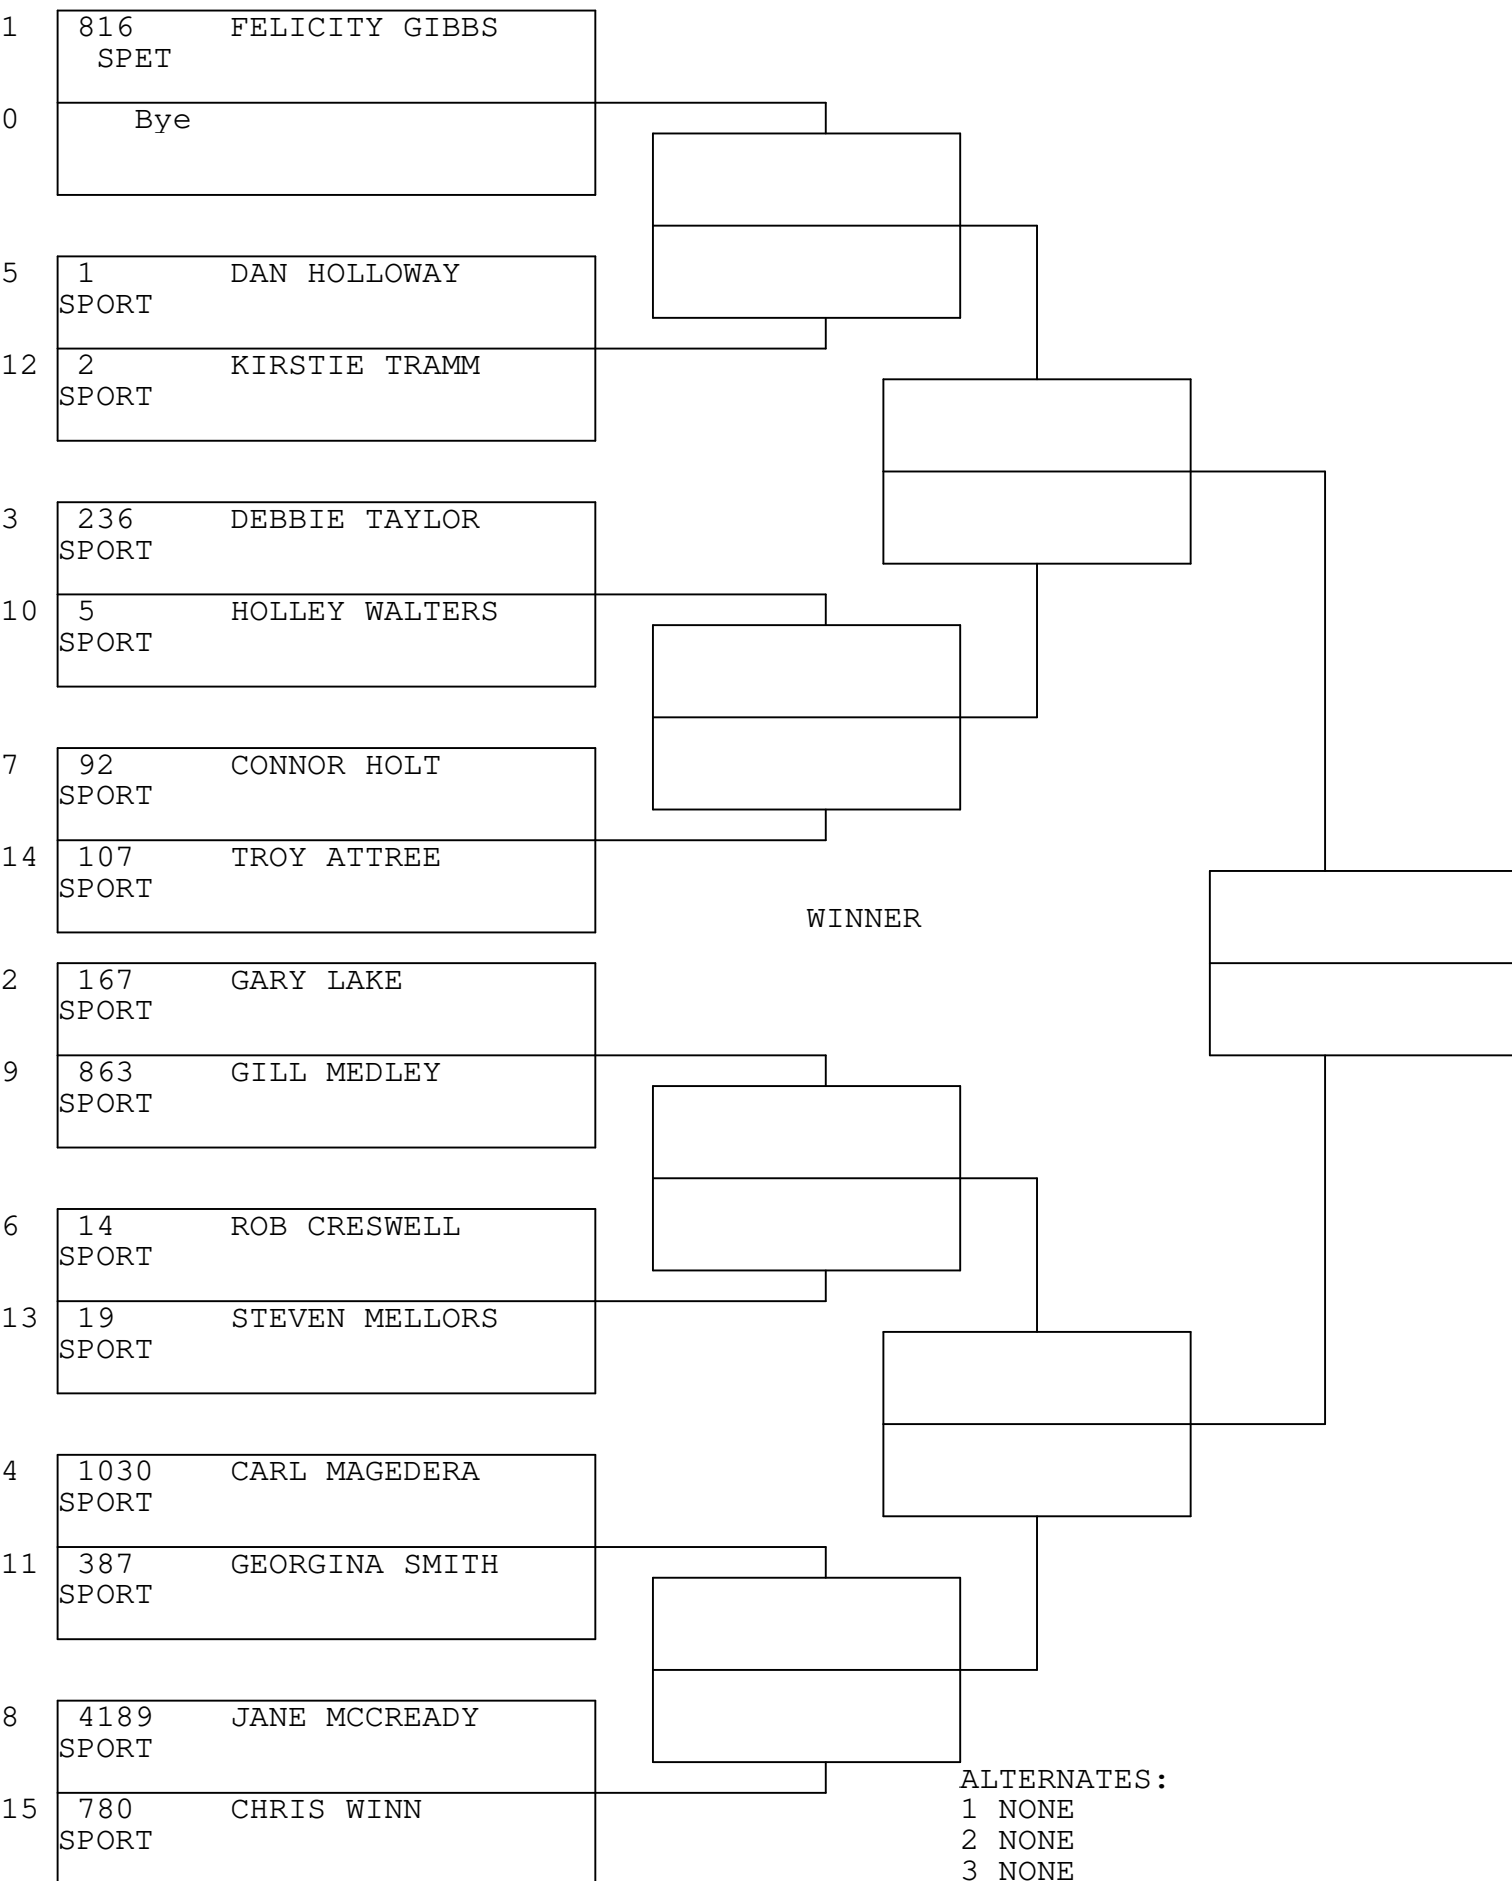 1 816 FELICITY GIBBS
SPET
0 Bye
5 1 DAN HOLLOWAY
SPORT
12 2 KIRSTIE TRAMM
SPORT
3 236 DEBBIE TAYLOR
SPORT
10 5 HOLLEY WALTERS
SPORT
7 92 CONNOR HOLT
SPORT
14 107 TROY ATTREE
SPORT
WINNER
2 167 GARY LAKE
SPORT
9 863 GILL MEDLEY
SPORT
6 14 ROB CRESWELL
SPORT
13 19 STEVEN MELLORS
SPORT
4 1030 CARL MAGEDERA
SPORT
11 387 GEORGINA SMITH
SPORT
8 4189 JANE MCCREADY
SPORT
15 780 CHRIS WINN
SPORT
ALTERNATES:
1 NONE
2 NONE
3 NONE